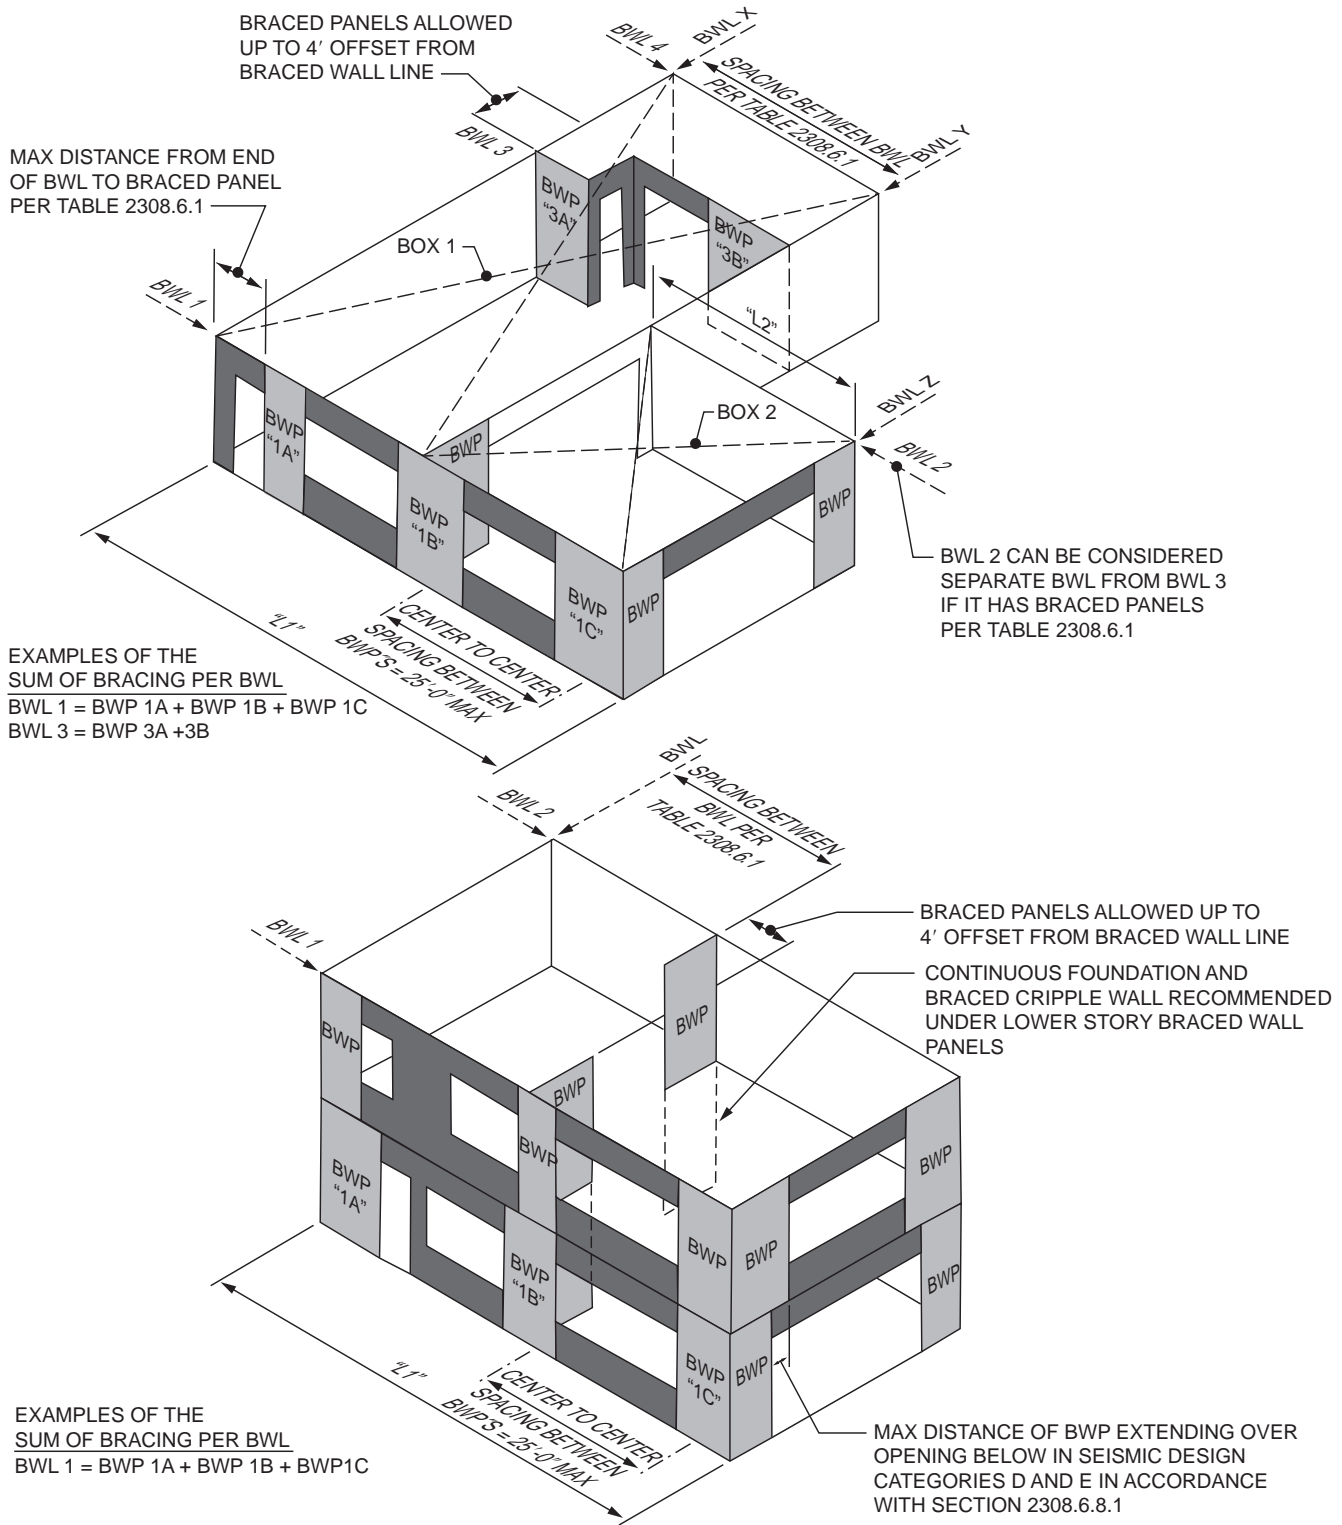 BRACED PANELS ALLOWED
UP TO 4′ OFFSET FROM
BRACED WALL LINE
BWL 4
BWL X
SPACING BETWEEN BWL
PER TABLE 2308.6.1
BWL Y
BWL 3
MAX DISTANCE FROM END
OF BWL TO BRACED PANEL
PER TABLE 2308.6.1
BWP
“3A”
BWP
“3B”
BOX 1
BWL 1
“L2”
BWL Z
BOX 2
BWL 2
BWP
“1A”
BWP
BWP
“1B”
BWP
BWP
“1C”
BWP
BWL 2 CAN BE CONSIDERED
SEPARATE BWL FROM BWL 3
IF IT HAS BRACED PANELS
PER TABLE 2308.6.1
“L1”
CENTER TO CENTER
SPACING BETWEEN
BWP'S = 25′-0″ MAX
EXAMPLES OF THE
SUM OF BRACING PER BWL
BWL 1 = BWP 1A + BWP 1B + BWP 1C
BWL 3 = BWP 3A +3B
BWL
BWL 2
SPACING BETWEEN
BWL PER
TABLE 2308.6.1
BWL 1
BRACED PANELS ALLOWED UP TO
4′ OFFSET FROM BRACED WALL LINE
CONTINUOUS FOUNDATION AND
BRACED CRIPPLE WALL RECOMMENDED
UNDER LOWER STORY BRACED WALL
PANELS
BWP
BWP
BWP
BWP
BWP
BWP
“1A”
BWP
BWP
BWP
“1B”
BWP
BWP
“1C”
BWP
“L1”
CENTER TO CENTER
SPACING BETWEEN
BWP'S = 25′-0″ MAX
EXAMPLES OF THE
SUM OF BRACING PER BWL
BWL 1 = BWP 1A + BWP 1B + BWP1C
MAX DISTANCE OF BWP EXTENDING OVER
OPENING BELOW IN SEISMIC DESIGN
CATEGORIES D AND E IN ACCORDANCE
WITH SECTION 2308.6.8.1